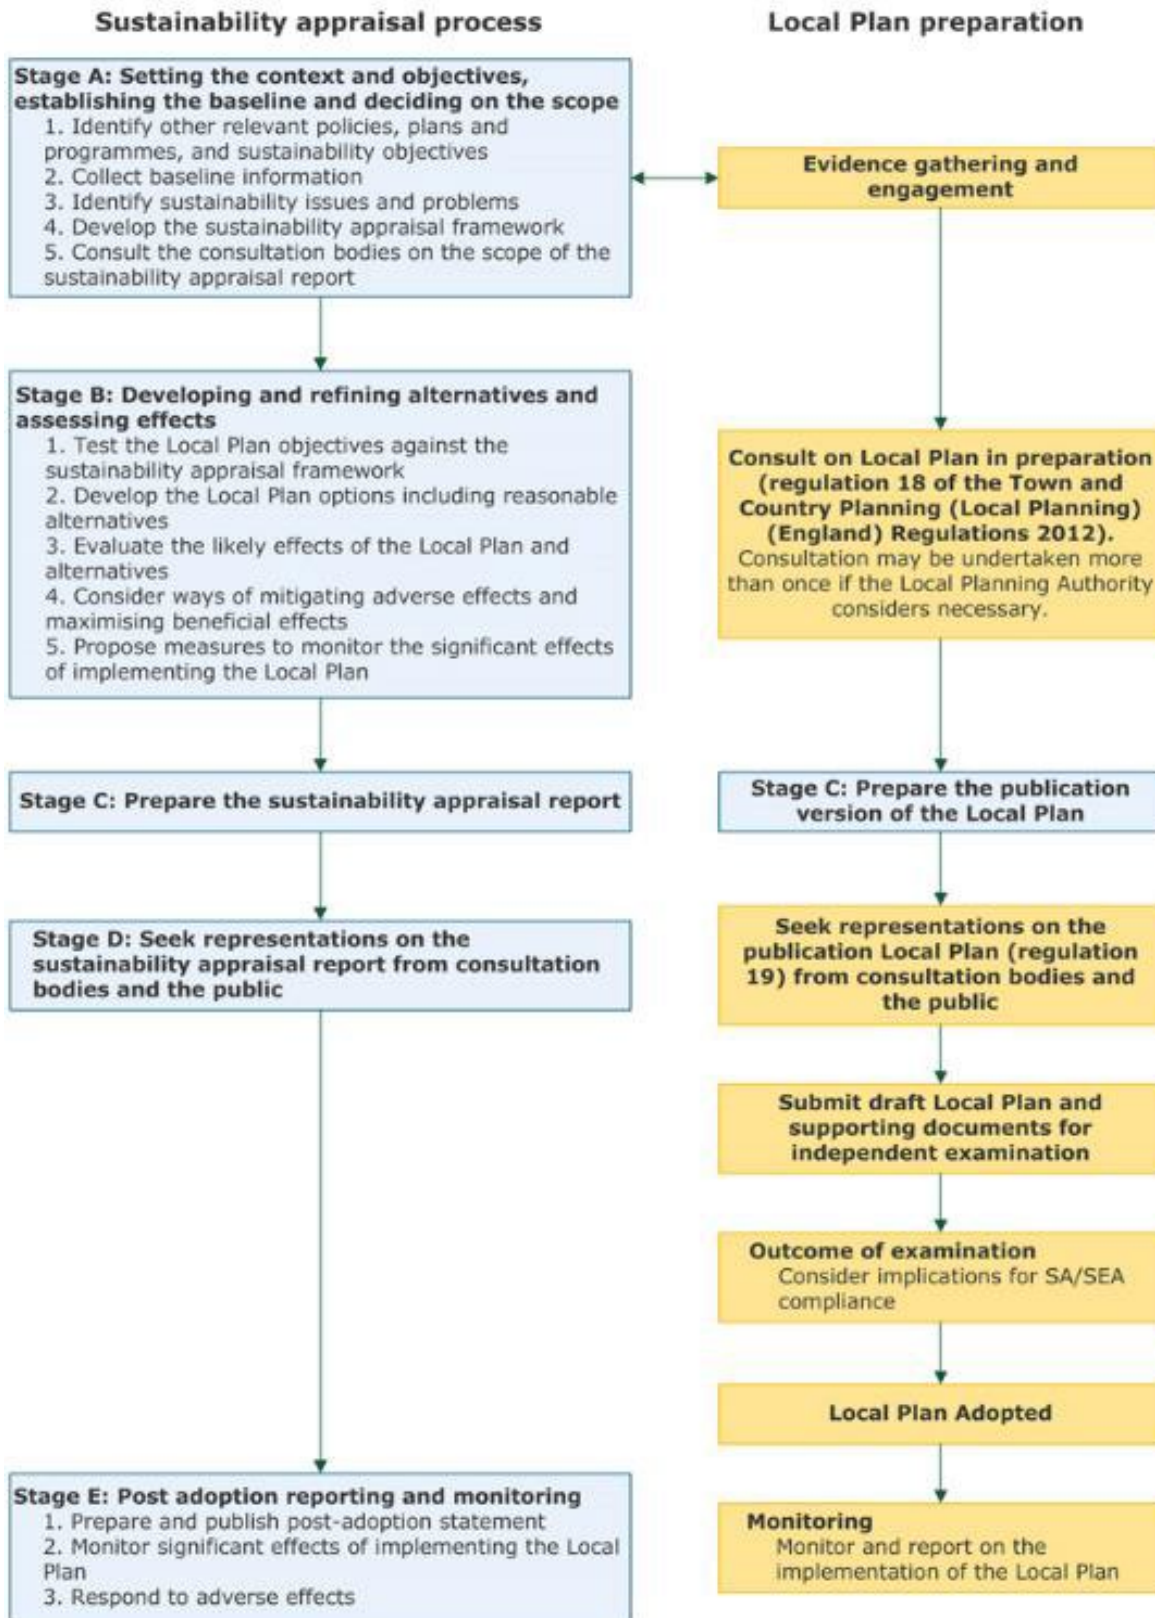 Sustainability appraisal process
Local Plan preparation
Stage A: Setting the context and objectives,
establishing the baseline and deciding on the scope
1. Identify other relevant policies, plans and
programmes, and sustainability objectives
2. Collect baseline information
3. Identify sustainability issues and problems
4. Develop the sustainability appraisal framework
5. Consult the consultation bodies on the scope of the
sustainability appraisal report
Evidence gathering and
engagement
Stage B: Developing and refining alternatives and
assessing effects
1. Test the Local Plan objectives against the
sustainability appraisal framework
2. Develop the Local Plan options including reasonable
alternatives
3. Evaluate the likely effects of the Local Plan and
alternatives
4. Consider ways of mitigating adverse effects and
maximising beneficial effects
5. Propose measures to monitor the significant effects
of implementing the Local Plan
Consult on Local Plan in preparation
(regulation 18 of the Town and
Country Planning (Local Planning)
(England) Regulations 2012).
Consultation may be undertaken more
than once if the Local Planning Authority
considers necessary.
Stage C: Prepare the sustainability appraisal report
Stage C: Prepare the publication
version of the Local Plan
Stage D: Seek representations on the
sustainability appraisal report from consultation
bodies and the public
Seek representations on the
publication Local Plan (regulation
19) from consultation bodies and
the public
Submit draft Local Plan and
supporting documents for
independent examination
Outcome of examination
Consider implications for SA/SEA
compliance
Local Plan Adopted
Stage E: Post adoption reporting and monitoring
1. Prepare and publish post-adoption statement
2. Monitor significant effects of implementing the Local
Plan
3. Respond to adverse effects
Monitoring
Monitor and report on the
implementation of the Local Plan